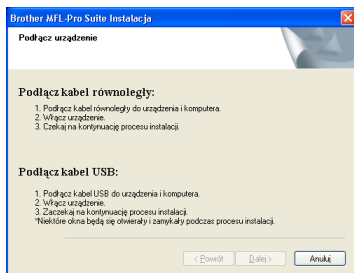 Brother MFL-Pro Suite Instalacja
Podłącz urządzenie
Podłącz kabel równoległy:
1. Podłącz kabel równoległy do urządzenia i komputera.
2. Włącz urządzenie.
3. Czekaj na kontynuację procesu instalacji.
Podłącz kabel USB:
1. Podłącz kabel USB do urządzenia i komputera.
2. Włącz urządzenie.
3. Zaczekaj na kontynuację procesu instalacji.
*Niektóre okna będą się otwierały i zamykały podczas procesu instalacji.
< Powrót Dalej > Anuluj